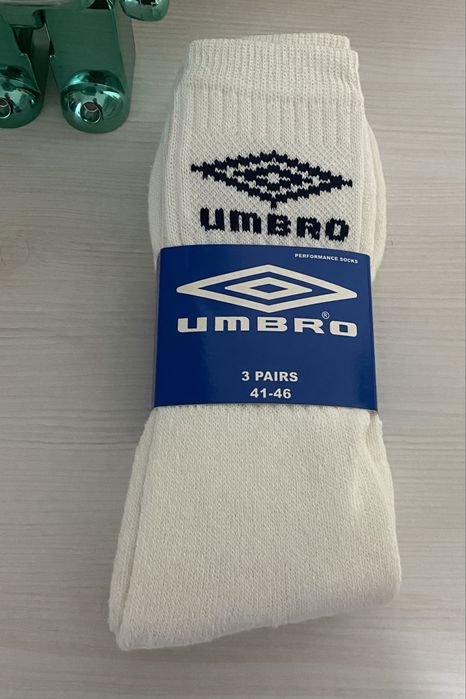 UMBRO
PERFORMANCE SOCKS
UMBRO®
3 PAIRS
41-46